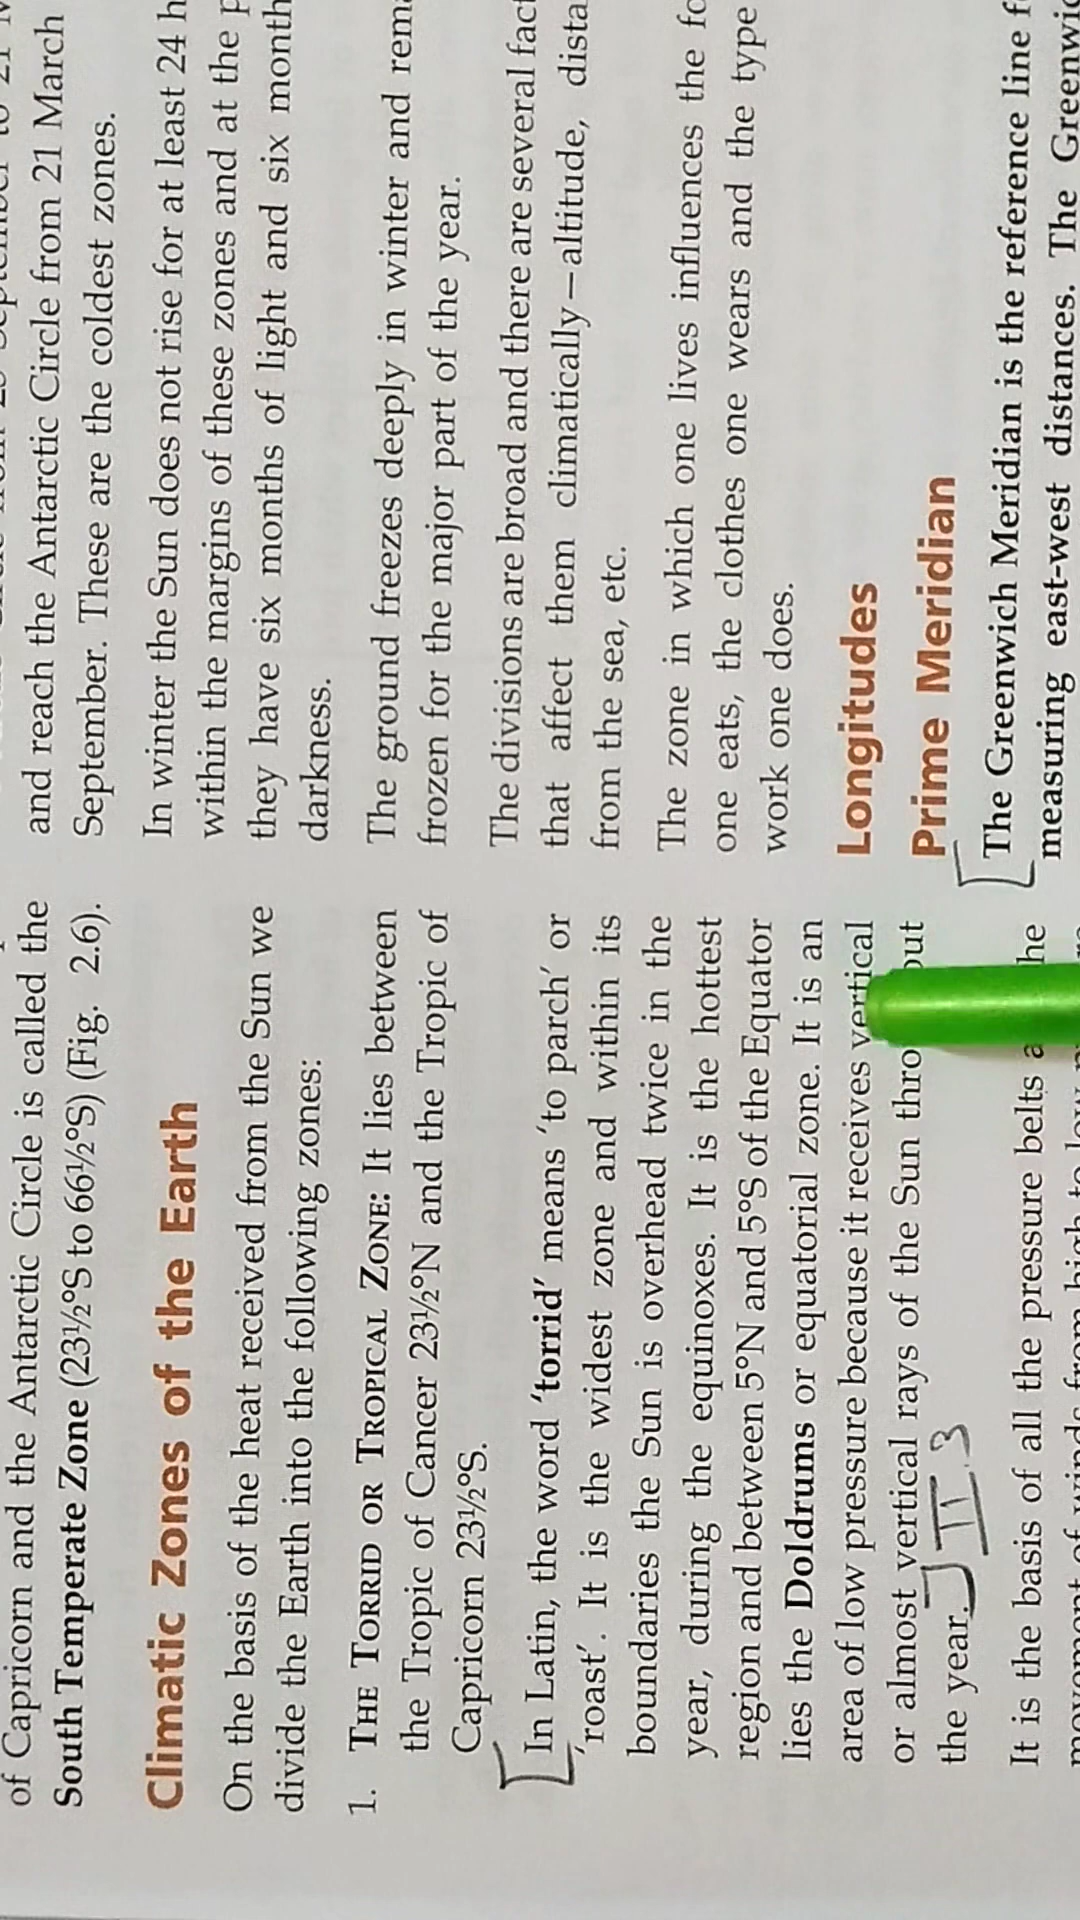 of Capricorn and the Antarctic Circle is called the
South Temperate Zone (23½°S to 66½°S) (Fig. 2.6).
Climatic Zones of the Earth
On the basis of the heat received from the Sun we
divide the Earth into the following zones:
1. THE TORRID OR TROPICAL ZONE: It lies between
the Tropic of Cancer 23½°N and the Tropic of
Capricorn 23½°S.
In Latin, the word 'torrid' means 'to parch' or
'roast'. It is the widest zone and within its
boundaries the Sun is overhead twice in the
year, during the equinoxes. It is the hottest
region and between 5°N and 5°S of the Equator
lies the Doldrums or equatorial zone. It is an
area of low pressure because it receives vertical
or almost vertical rays of the Sun
the year. II.3
It is the basis of all the pressure belts
and reach the Antarctic Circle from 21 March
September. These are the coldest zones.
In winter the Sun does not rise for at least 24
within the margins of these zones and at the
they have six months of light and six
darkness.
The ground freezes deeply in winter and
frozen for the major part of the year.
The divisions are broad and there are several
that affect them climatically—altitude,
from the sea, etc.
The zone in which one lives influences the
one eats, the clothes one wears and the type
work one does.
Longitudes
Prime Meridian
The Greenwich Meridian is the reference line
measuring east-west distances. The